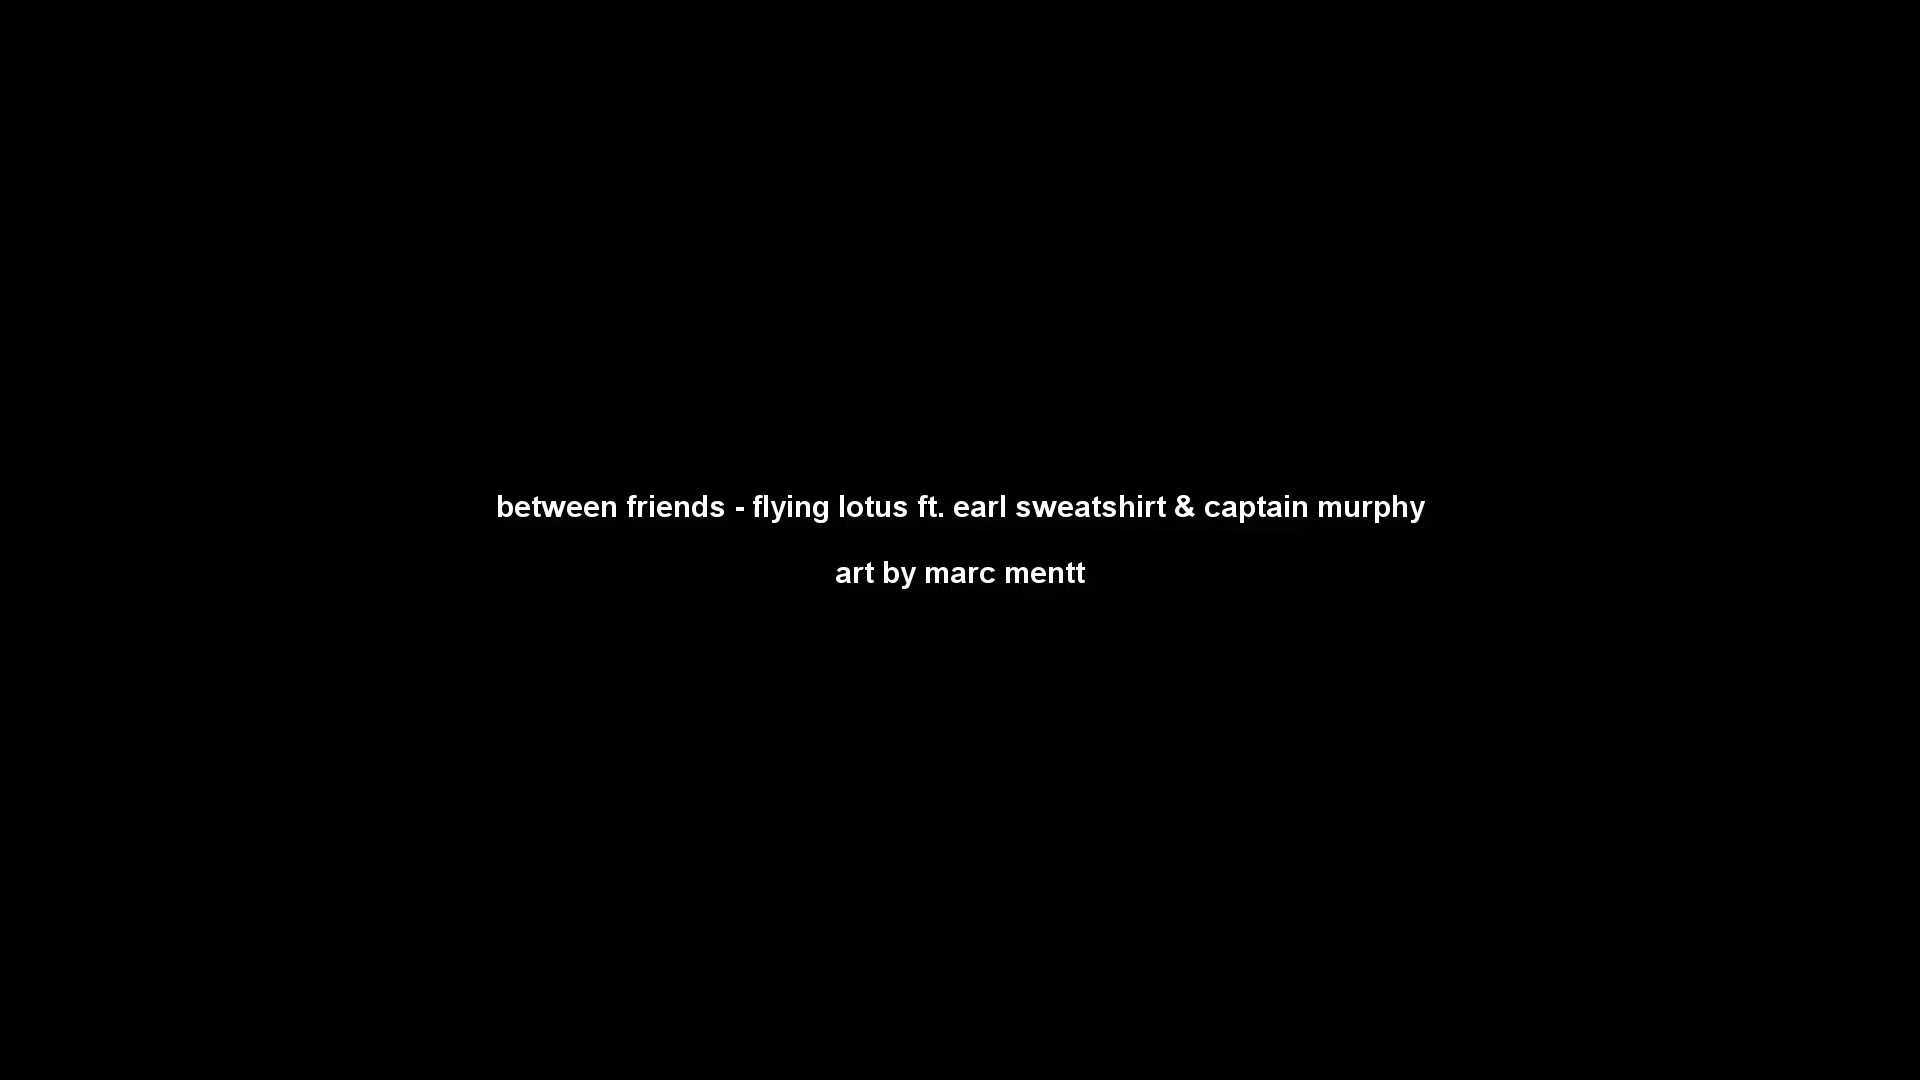 between friends - flying lotus ft. earl sweatshirt & captain murphy
art by marc mentt